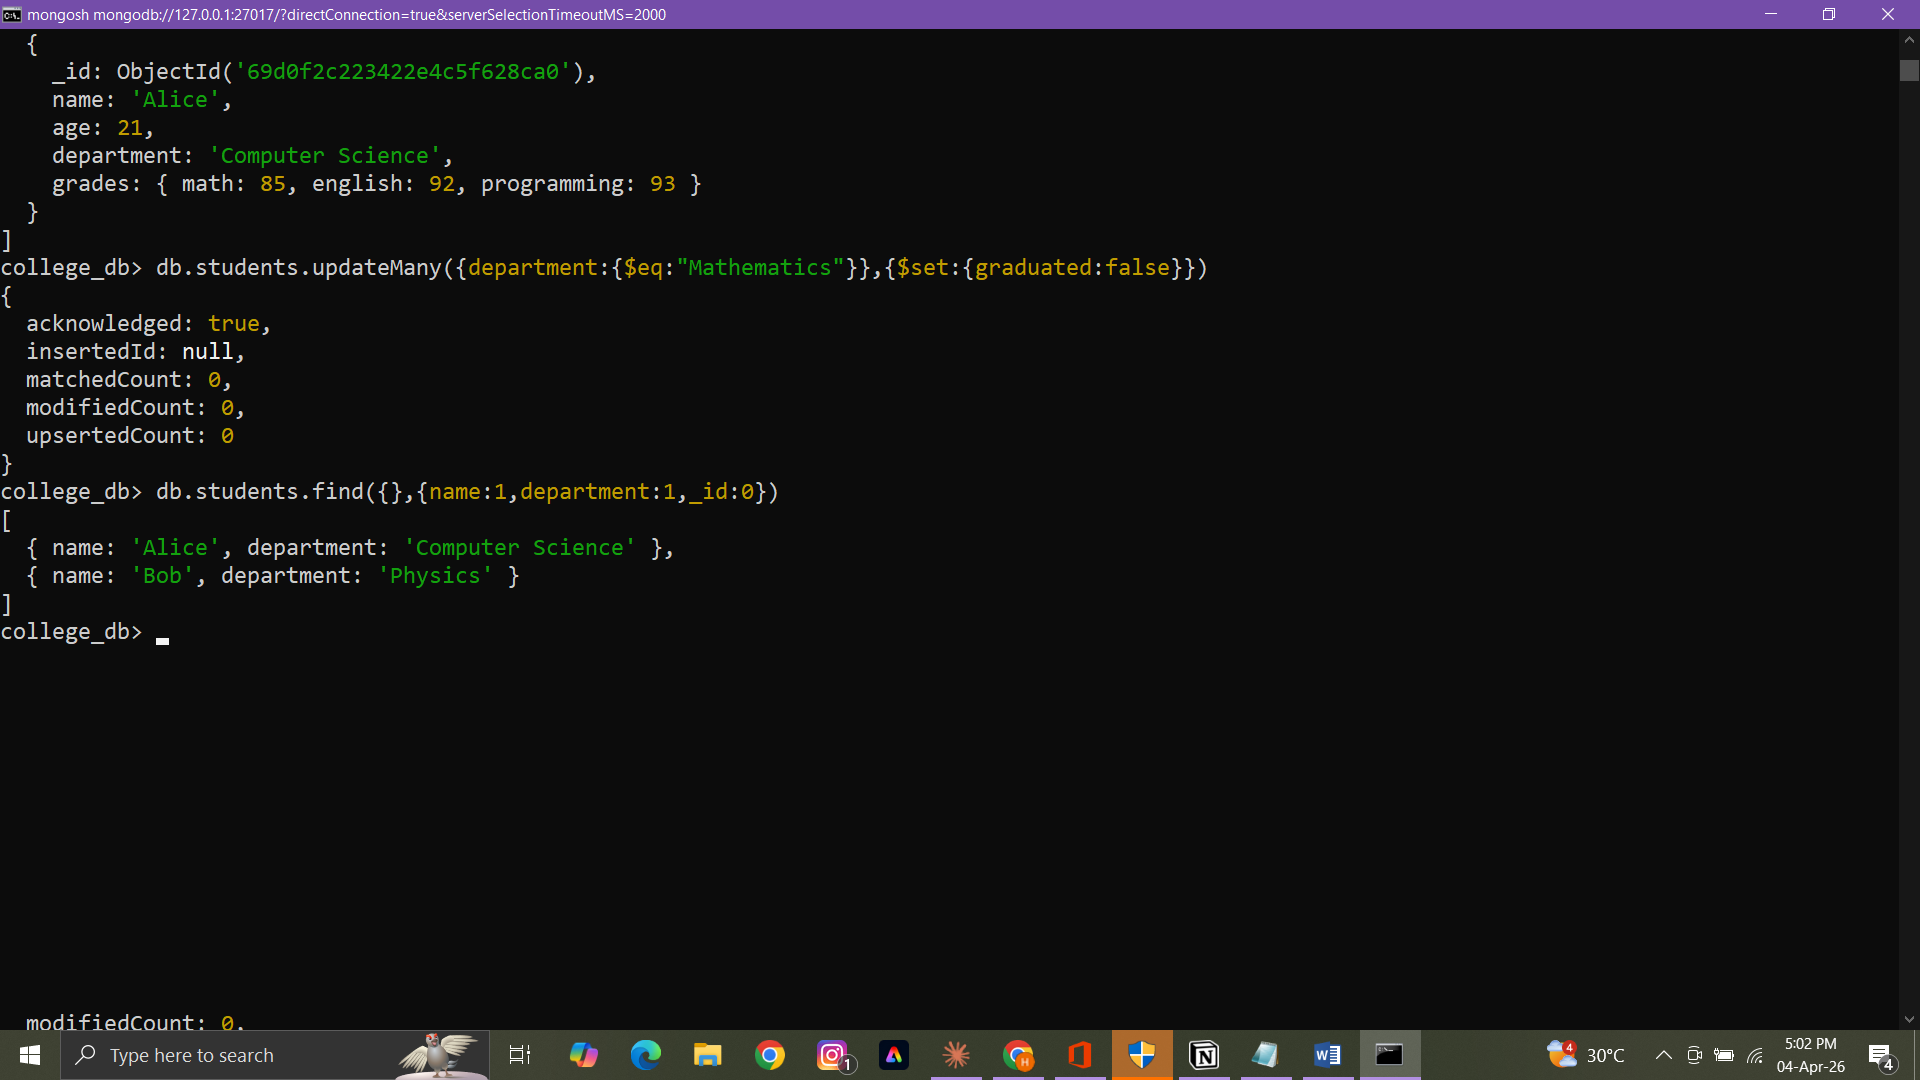 mongosh mongodb://127.0.0.1:27017/?directConnection=true&serverSelectionTimeoutMS=2000
  {
    _id: ObjectId('69d0f2c223422e4c5f628ca0'),
    name: 'Alice',
    age: 21,
    department: 'Computer Science',
    grades: { math: 85, english: 92, programming: 93 }
  }
]
college_db> db.students.updateMany({department:{$eq:"Mathematics"}},{$set:{graduated:false}})
{
  acknowledged: true,
  insertedId: null,
  matchedCount: 0,
  modifiedCount: 0,
  upsertedCount: 0
}
college_db> db.students.find({},{name:1,department:1,_id:0})
[
  { name: 'Alice', department: 'Computer Science' },
  { name: 'Bob', department: 'Physics' }
]
college_db>
  modifiedCount: 0,
Type here to search
1
4
30°C
5:02 PM
04-Apr-26
4